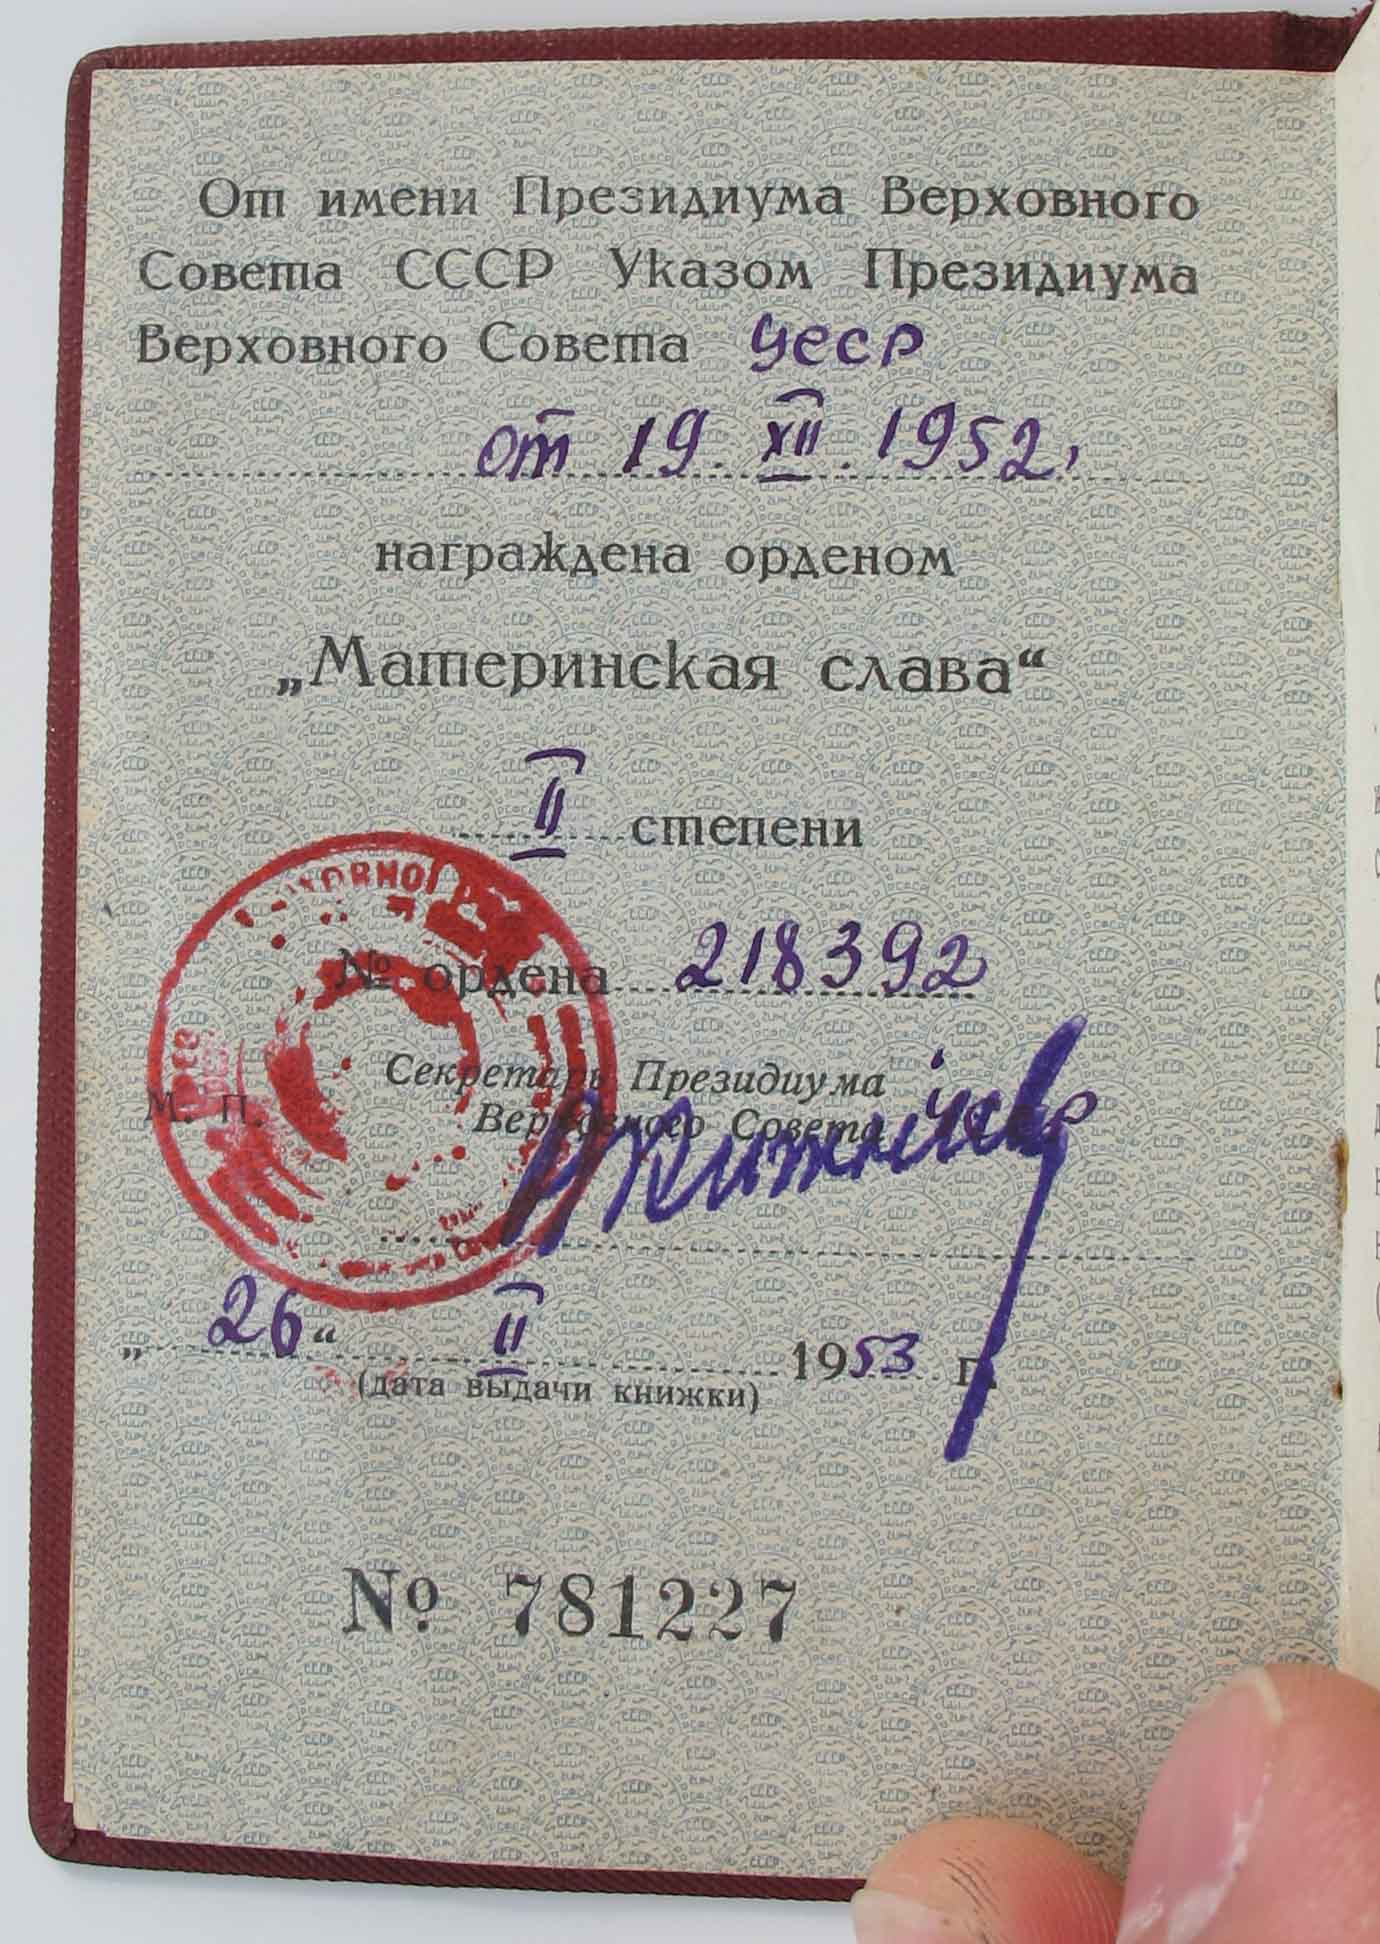 От имени Президиума Верховного
Совета СССР Указом Президиума
Верховного Совета УССР
от 19. XII. 1952,
награждена орденом
„Материнская слава“
II степени
№ ордена 218392
Секретарь Президиума
Верховного Совета УССР
М. П.
„26“ II 1953 г.
(дата выдачи книжки)
№ 781227